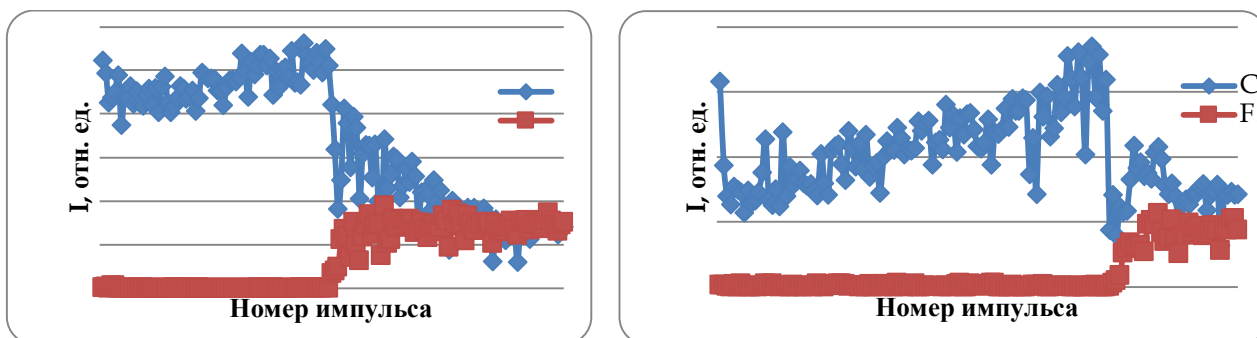 I, отн. ед.
Номер импульса
I, отн. ед.
C
F
Номер импульса